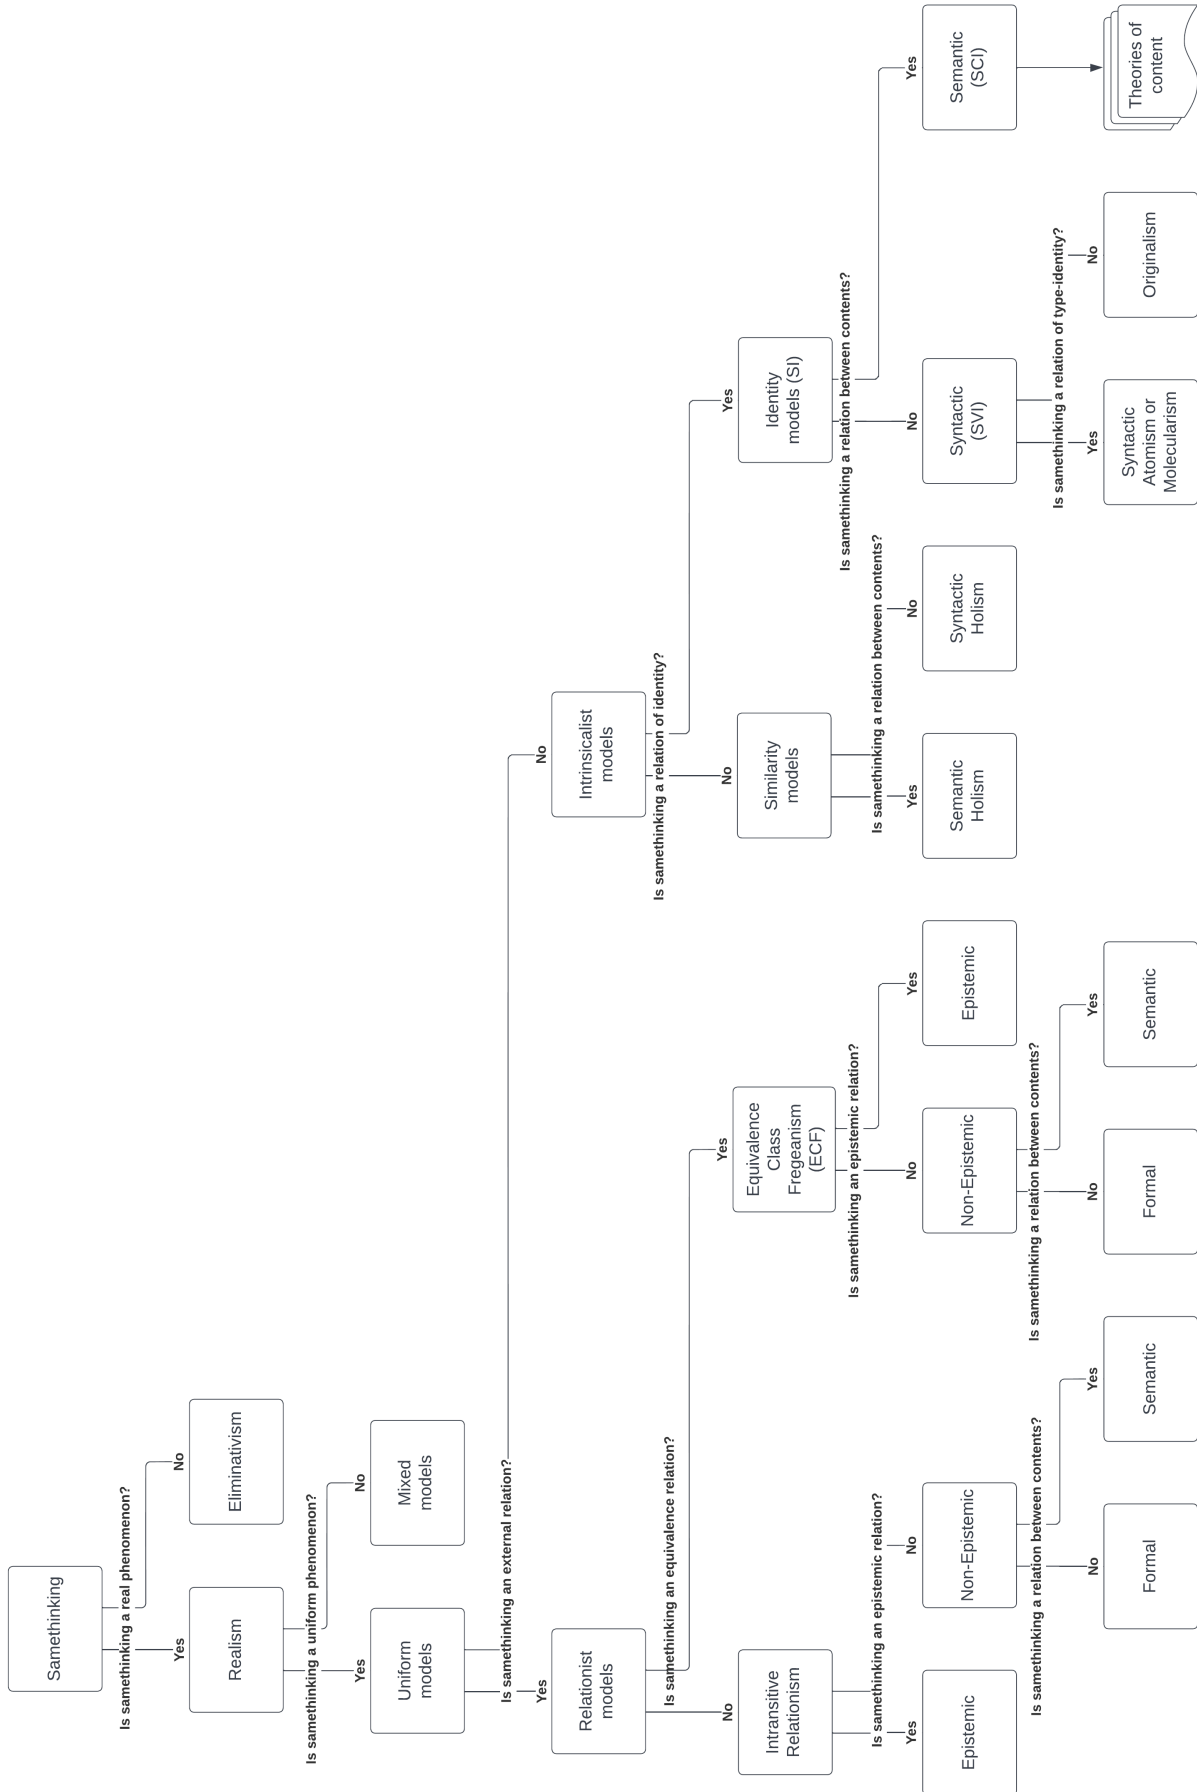 Samethinking
Is samethinking a real phenomenon?
Yes
No
Realism
Eliminativism
Is samethinking a uniform phenomenon?
Yes
No
Uniform
models
Mixed
models
Is samethinking an external relation?
Yes
No
Relationist
models
Intrinsicalist
models
Is samethinking an equivalence relation?
Is samethinking a relation of identity?
No
Yes
No
Yes
Intransitive
Relationism
Equivalence
Class
Fregeanism
(ECF)
Similarity
models
Identity
models (SI)
Is samethinking an epistemic relation?
Is samethinking an epistemic relation?
Is samethinking a relation between contents?
Is samethinking a relation between contents?
Yes
No
No
Yes
Yes
No
No
Yes
Epistemic
Non-Epistemic
Non-Epistemic
Epistemic
Semantic
Holism
Syntactic
Holism
Syntactic
(SVI)
Semantic
(SCI)
Is samethinking a relation between contents?
Is samethinking a relation between contents?
Is samethinking a relation of type-identity?
No
Yes
No
Yes
Yes
No
Formal
Semantic
Formal
Semantic
Syntactic
Atomism or
Molecularism
Originalism
Theories of
content